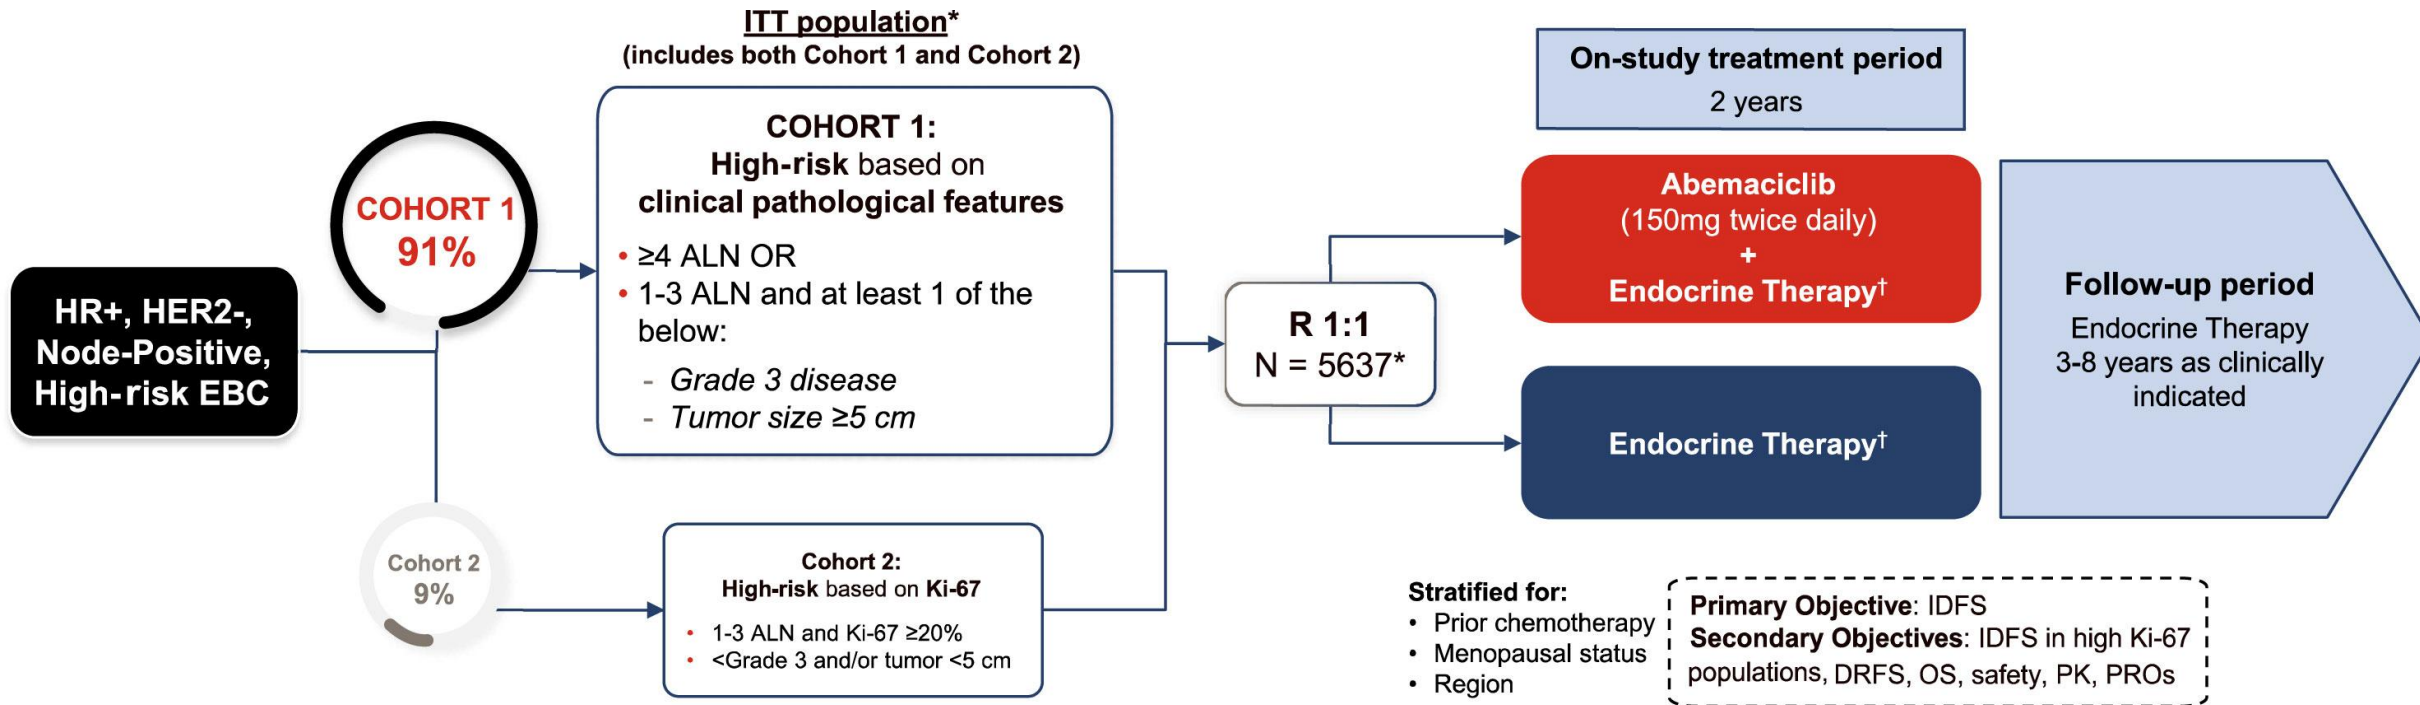 ITT population*
(includes both Cohort 1 and Cohort 2)
HR+, HER2-,
Node-Positive,
High-risk EBC
COHORT 1
91%
COHORT 1:
High-risk based on
clinical pathological features
• ≥4 ALN OR
• 1-3 ALN and at least 1 of the
below:
- Grade 3 disease
- Tumor size ≥5 cm
Cohort 2
9%
Cohort 2:
High-risk based on Ki-67
• 1-3 ALN and Ki-67 ≥20%
• <Grade 3 and/or tumor <5 cm
R 1:1
N = 5637*
On-study treatment period
2 years
Abemaciclib
(150mg twice daily)
+
Endocrine Therapy†
Endocrine Therapy†
Follow-up period
Endocrine Therapy
3-8 years as clinically
indicated
Stratified for:
• Prior chemotherapy
• Menopausal status
• Region
Primary Objective: IDFS
Secondary Objectives: IDFS in high Ki-67
populations, DRFS, OS, safety, PK, PROs